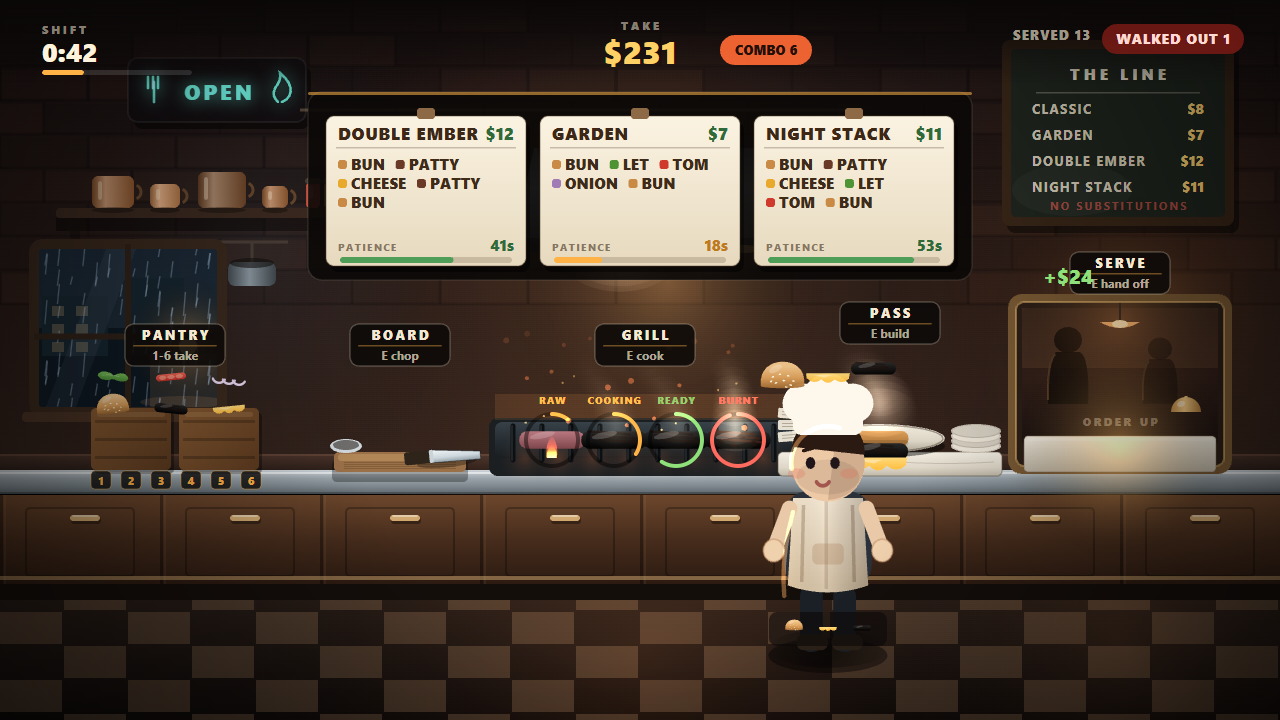 SHIFT
0:42
OPEN
TAKE
$231
COMBO 6
SERVED 13
WALKED OUT 1
THE LINE
CLASSIC $8
GARDEN $7
DOUBLE EMBER $12
NIGHT STACK $11
NO SUBSTITUTIONS
DOUBLE EMBER $12
BUN PATTY
CHEESE PATTY
BUN
PATIENCE 41s
GARDEN $7
BUN LET TOM
ONION BUN
PATIENCE 18s
NIGHT STACK $11
BUN PATTY
CHEESE LET
TOM BUN
PATIENCE 53s
PANTRY
1-6 take
BOARD
E chop
GRILL
E cook
PASS
E build
SERVE
E hand off
+$24
RAW COOKING READY BURNT
ORDER UP
1 2 3 4 5 6